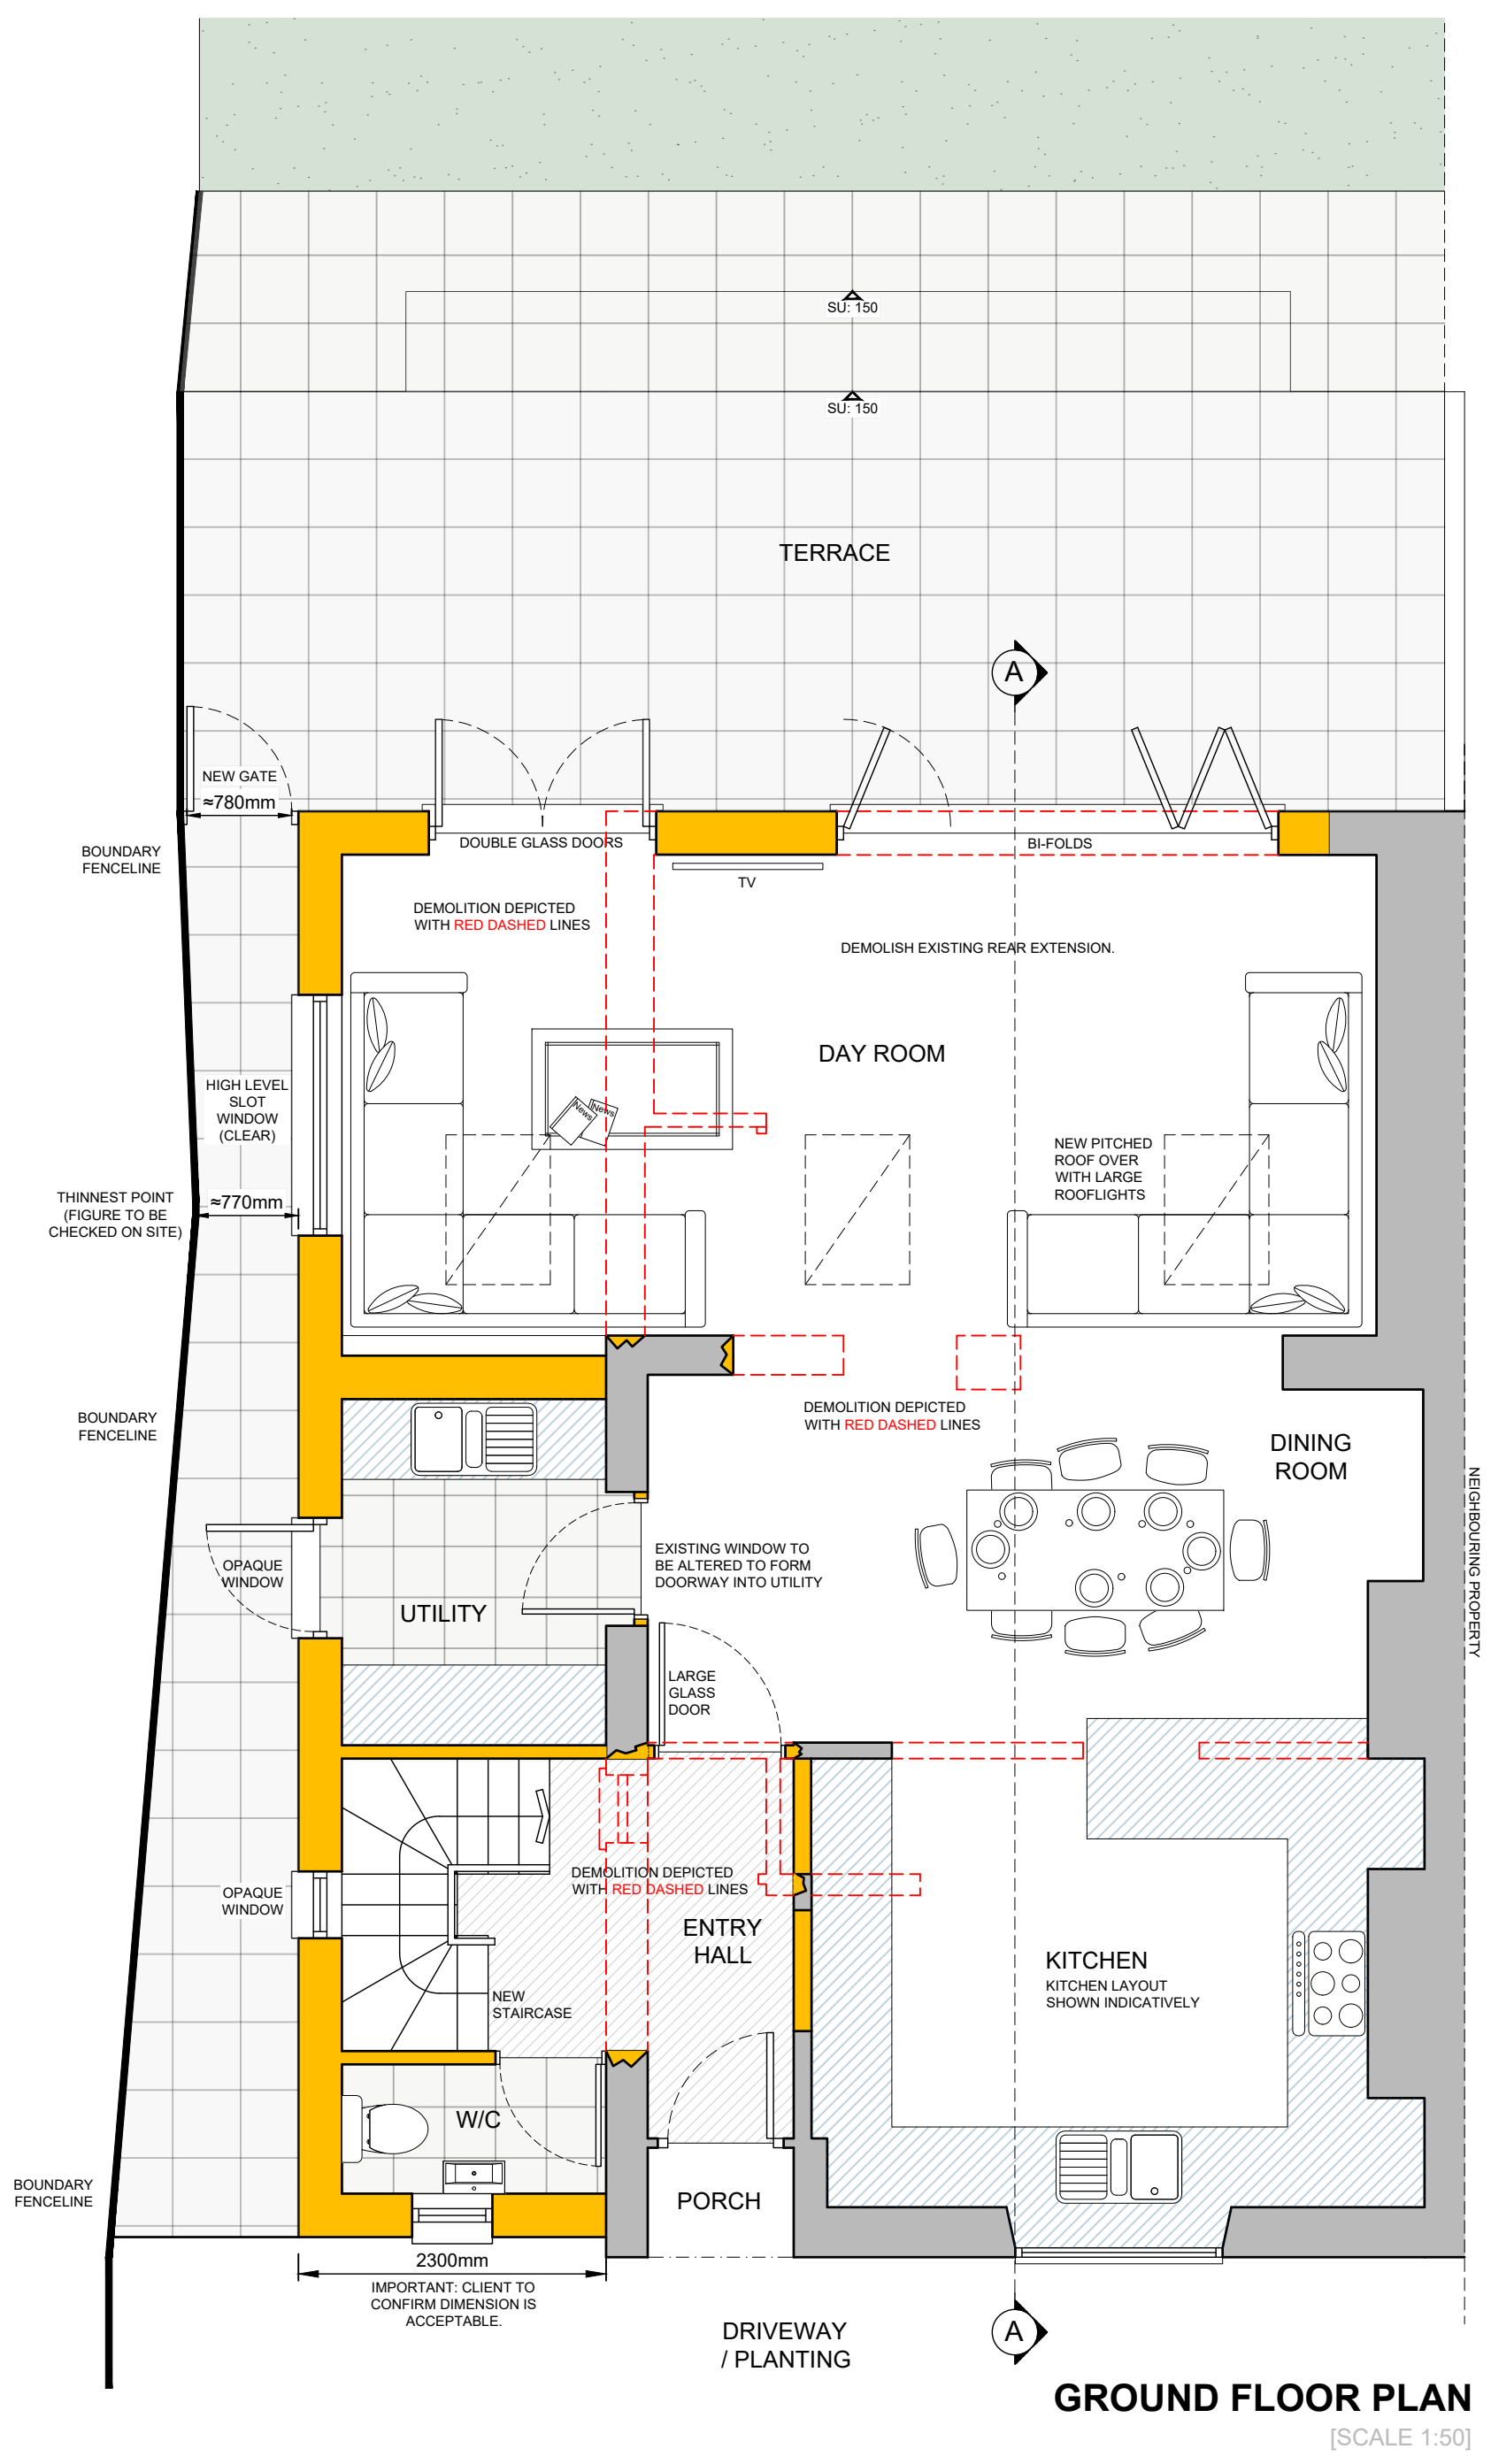 SU: 150
SU: 150
TERRACE
A
NEW GATE
≈780mm
BOUNDARY
FENCELINE
DOUBLE GLASS DOORS
BI-FOLDS
TV
DEMOLITION DEPICTED
WITH RED DASHED LINES
DEMOLISH EXISTING REAR EXTENSION.
DAY ROOM
HIGH LEVEL
SLOT
WINDOW
(CLEAR)
News
News
NEW PITCHED
ROOF OVER
WITH LARGE
ROOFLIGHTS
THINNEST POINT
(FIGURE TO BE
CHECKED ON SITE)
≈770mm
BOUNDARY
FENCELINE
DEMOLITION DEPICTED
WITH RED DASHED LINES
DINING
ROOM
NEIGHBOURING PROPERTY
OPAQUE
WINDOW
UTILITY
EXISTING WINDOW TO
BE ALTERED TO FORM
DOORWAY INTO UTILITY
LARGE
GLASS
DOOR
DEMOLITION DEPICTED
WITH RED DASHED LINES
OPAQUE
WINDOW
ENTRY
HALL
KITCHEN
KITCHEN LAYOUT
SHOWN INDICATIVELY
NEW
STAIRCASE
W/C
BOUNDARY
FENCELINE
PORCH
2300mm
IMPORTANT: CLIENT TO
CONFIRM DIMENSION IS
ACCEPTABLE.
DRIVEWAY
/ PLANTING
A
GROUND FLOOR PLAN
[SCALE 1:50]